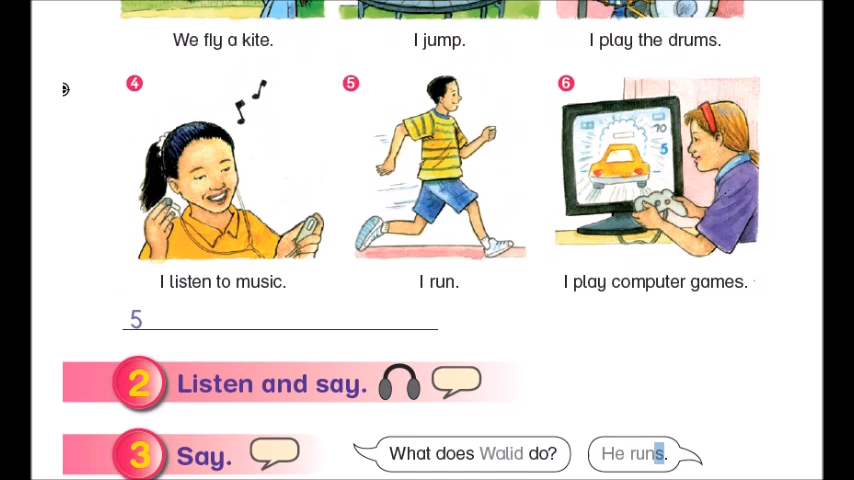 We fly a kite. I jump. I play the drums.
4 5 6
10
5
I listen to music. I run. I play computer games.
5
2 Listen and say.
3 Say. What does Walid do? He runs.